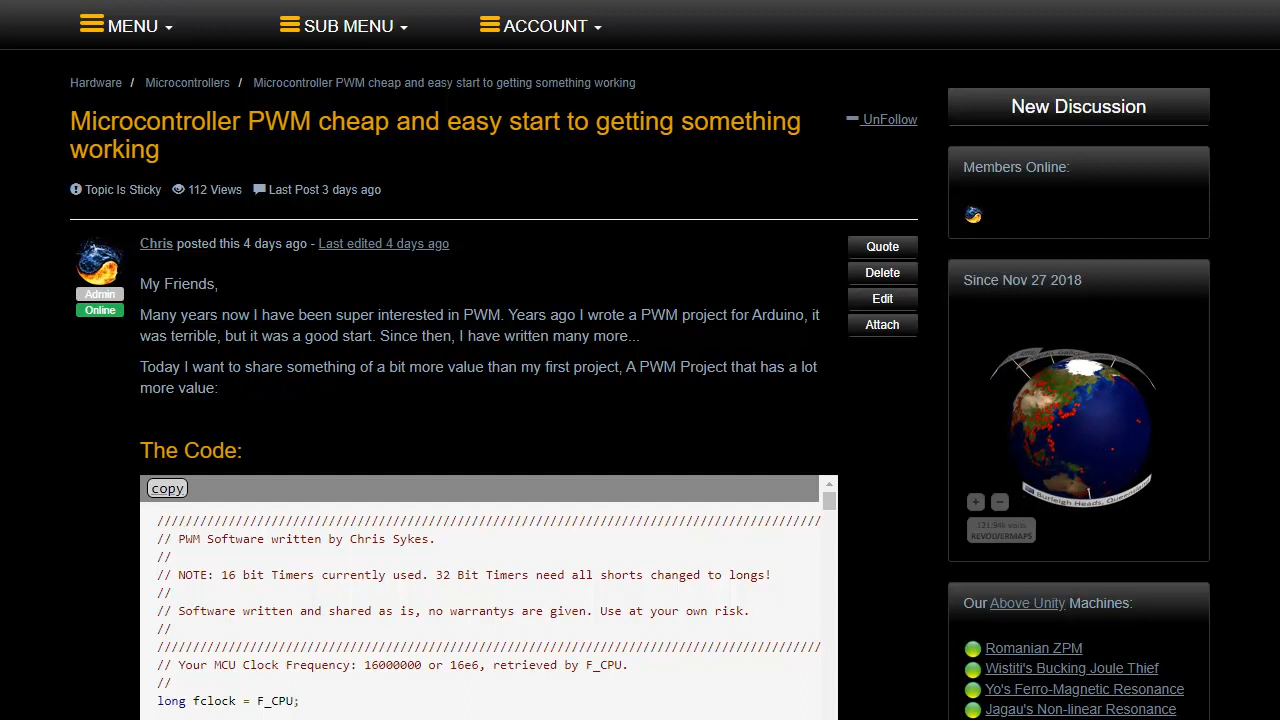 MENU
SUB MENU
ACCOUNT
Hardware / Microcontrollers / Microcontroller PWM cheap and easy start to getting something working
Microcontroller PWM cheap and easy start to getting something
working
UnFollow
Topic Is Sticky 112 Views Last Post 3 days ago
Chris posted this 4 days ago - Last edited 4 days ago
Admin
Online
Quote
Delete
Edit
Attach
My Friends,
Many years now I have been super interested in PWM. Years ago I wrote a PWM project for Arduino, it
was terrible, but it was a good start. Since then, I have written many more...
Today I want to share something of a bit more value than my first project, A PWM Project that has a lot
more value:
The Code:
copy
/////////////////////////////////////////////////////////////////////////////////////////////
// PWM Software written by Chris Sykes.
//
// NOTE: 16 bit Timers currently used. 32 Bit Timers need all shorts changed to longs!
//
// Software written and shared as is, no warrantys are given. Use at your own risk.
//
/////////////////////////////////////////////////////////////////////////////////////////////
// Your MCU Clock Frequency: 16000000 or 16e6, retrieved by F_CPU.
//
long fclock = F_CPU;
New Discussion
Members Online:
Since Nov 27 2018
Burleigh Heads,
+ −
121.94k visits
REVOLVERMAPS
Our Above Unity Machines:
Romanian ZPM
Wistiti's Bucking Joule Thief
Yo's Ferro-Magnetic Resonance
Jagau's Non-linear Resonance